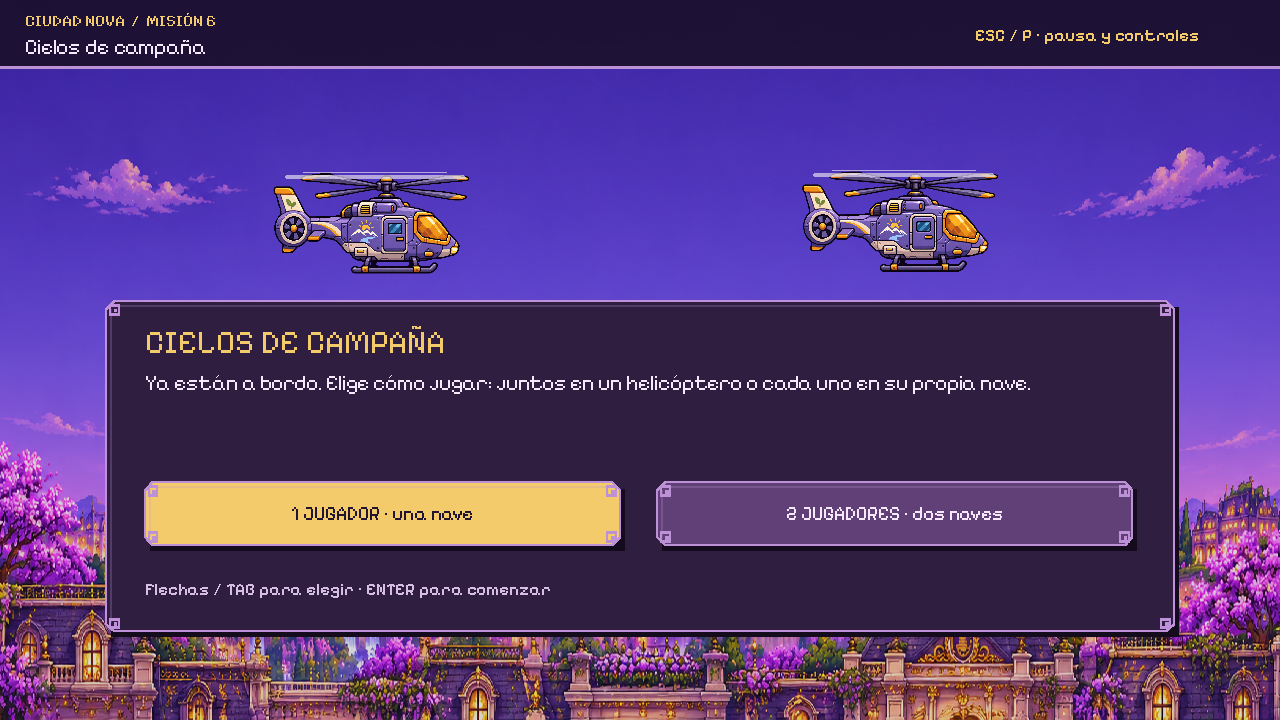 CIUDAD NOVA / MISIÓN 6
Cielos de campaña
ESC / P · pausa y controles
CIELOS DE CAMPAÑA
Ya están a bordo. Elige cómo jugar: juntos en un helicóptero o cada uno en su propia nave.
1 JUGADOR · una nave
2 JUGADORES · dos naves
Flechas / TAB para elegir · ENTER para comenzar